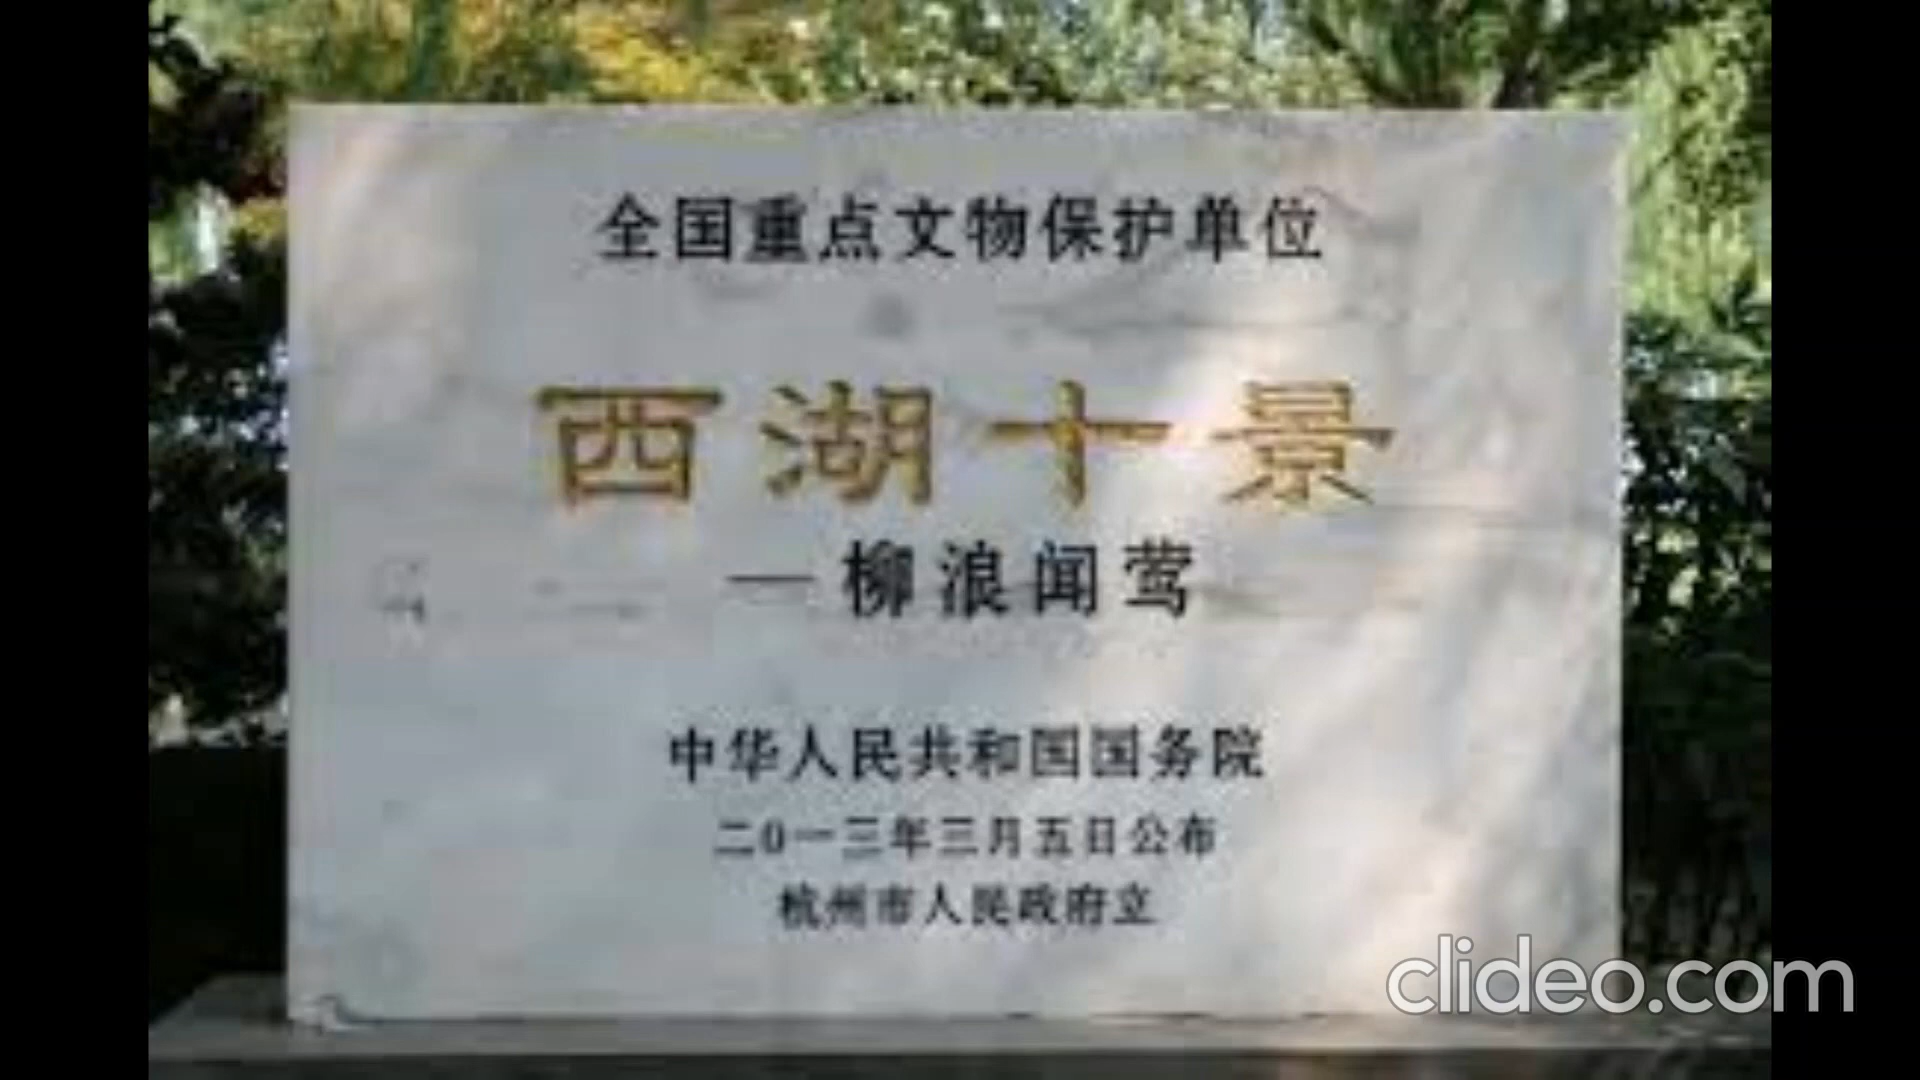 全国重点文物保护单位
西湖十景
—柳浪闻莺
中华人民共和国国务院
二0一三年三月五日公布
杭州市人民政府立
clideo.com